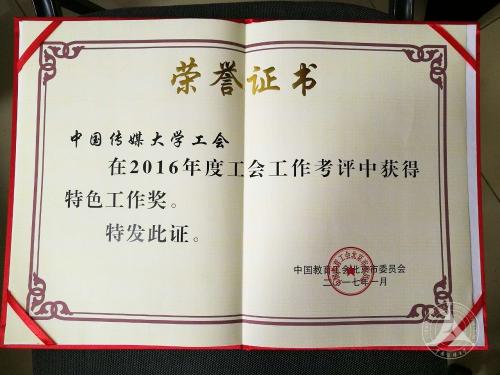 荣誉证书
中国传媒大学工会
在2016年度工会工作考评中获得
特色工作奖。
特发此证。
中国教育工会北京市委员会
二〇一七年一月